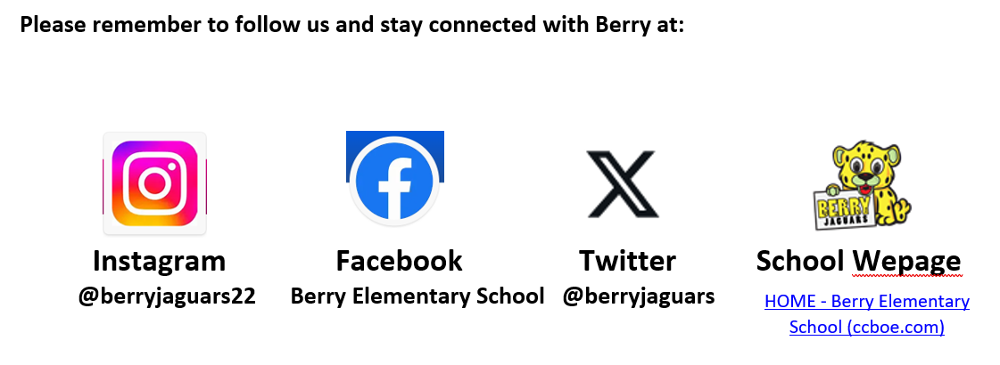 Please remember to follow us and stay connected with Berry at:
BERRY
JAGUARS
Instagram
Facebook
Twitter
School Wepage
@berryjaguars22
Berry Elementary School
@berryjaguars
HOME - Berry Elementary
School (ccboe.com)